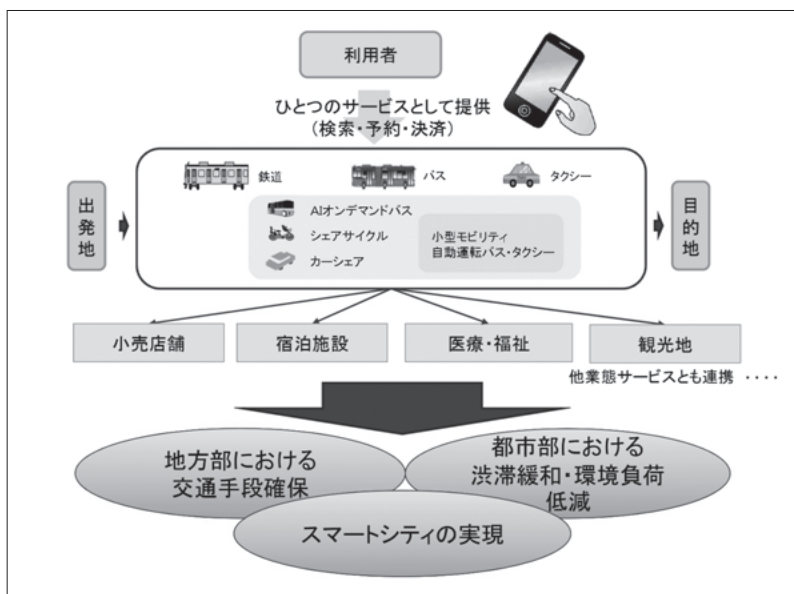 利用者
ひとつのサービスとして提供
(検索・予約・決済)
出発地
鉄道
バス
タクシー
AIオンデマンドバス
シェアサイクル
カーシェア
小型モビリティ
自動運転バス・タクシー
目的地
小売店舗
宿泊施設
医療・福祉
観光地
他業態サービスとも連携 ・・・・
地方部における
交通手段確保
都市部における
渋滞緩和・環境負荷
低減
スマートシティの実現